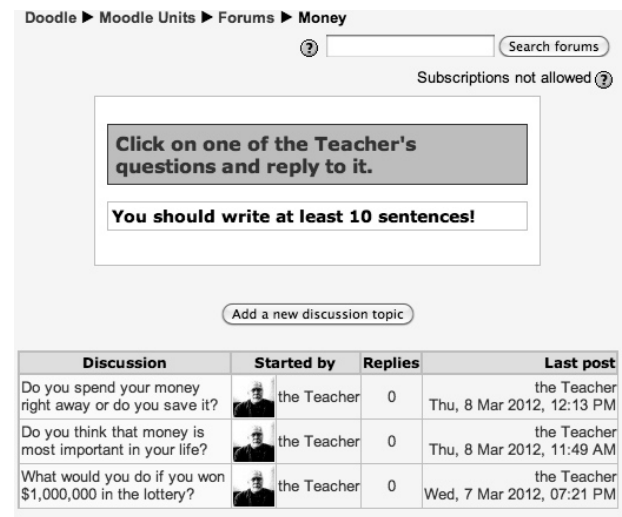 Doodle ► Moodle Units ► Forums ► Money
? Search forums
Subscriptions not allowed ?
Click on one of the Teacher's
questions and reply to it.
You should write at least 10 sentences!
Add a new discussion topic
Discussion Started by Replies Last post
Do you spend your money
right away or do you save it? the Teacher 0 the Teacher
Thu, 8 Mar 2012, 12:13 PM
Do you think that money is
most important in your life? the Teacher 0 the Teacher
Thu, 8 Mar 2012, 11:49 AM
What would you do if you won
$1,000,000 in the lottery? the Teacher 0 the Teacher
Wed, 7 Mar 2012, 07:21 PM